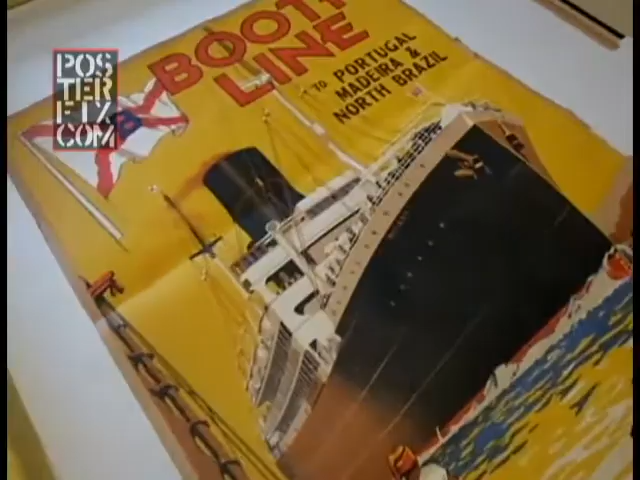 POS
TER
FIX
.COM
BOOTH
LINE
TO PORTUGAL
MADEIRA &
NORTH BRAZIL
B